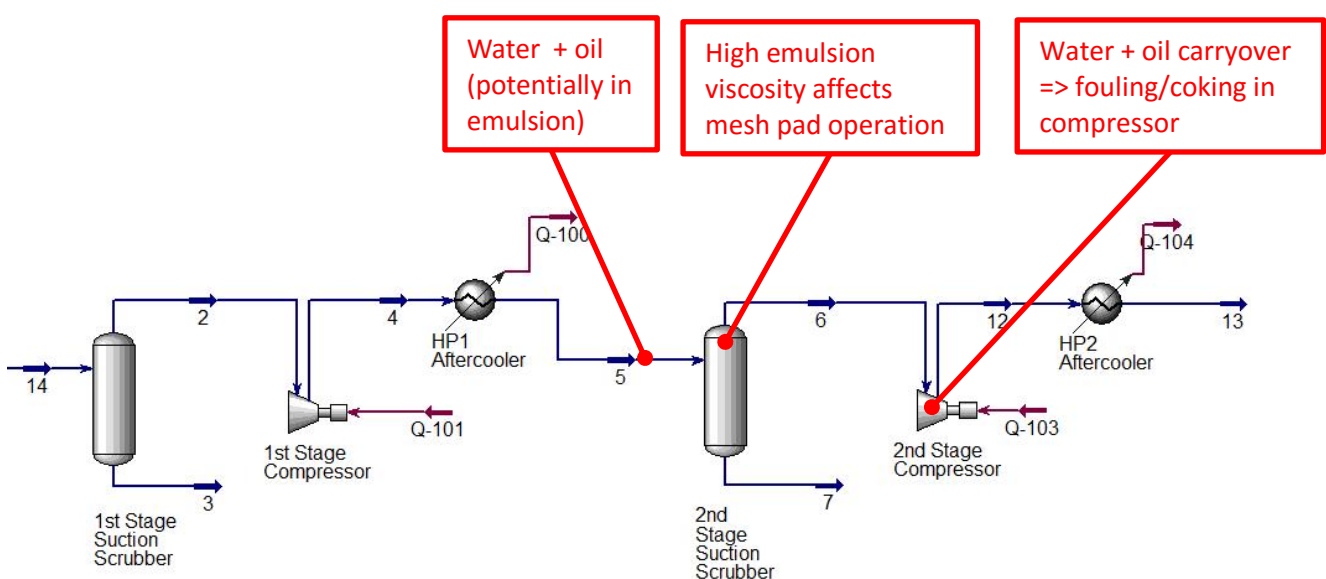 Water + oil
(potentially in
emulsion)
High emulsion
viscosity affects
mesh pad operation
Water + oil carryover
=> fouling/coking in
compressor
Q-100
Q-104
2
4
HP1
Aftercooler
6
12
HP2
Aftercooler
13
14
5
Q-101
1st Stage
Compressor
Q-103
2nd Stage
Compressor
3
1st Stage
Suction
Scrubber
7
2nd
Stage
Suction
Scrubber